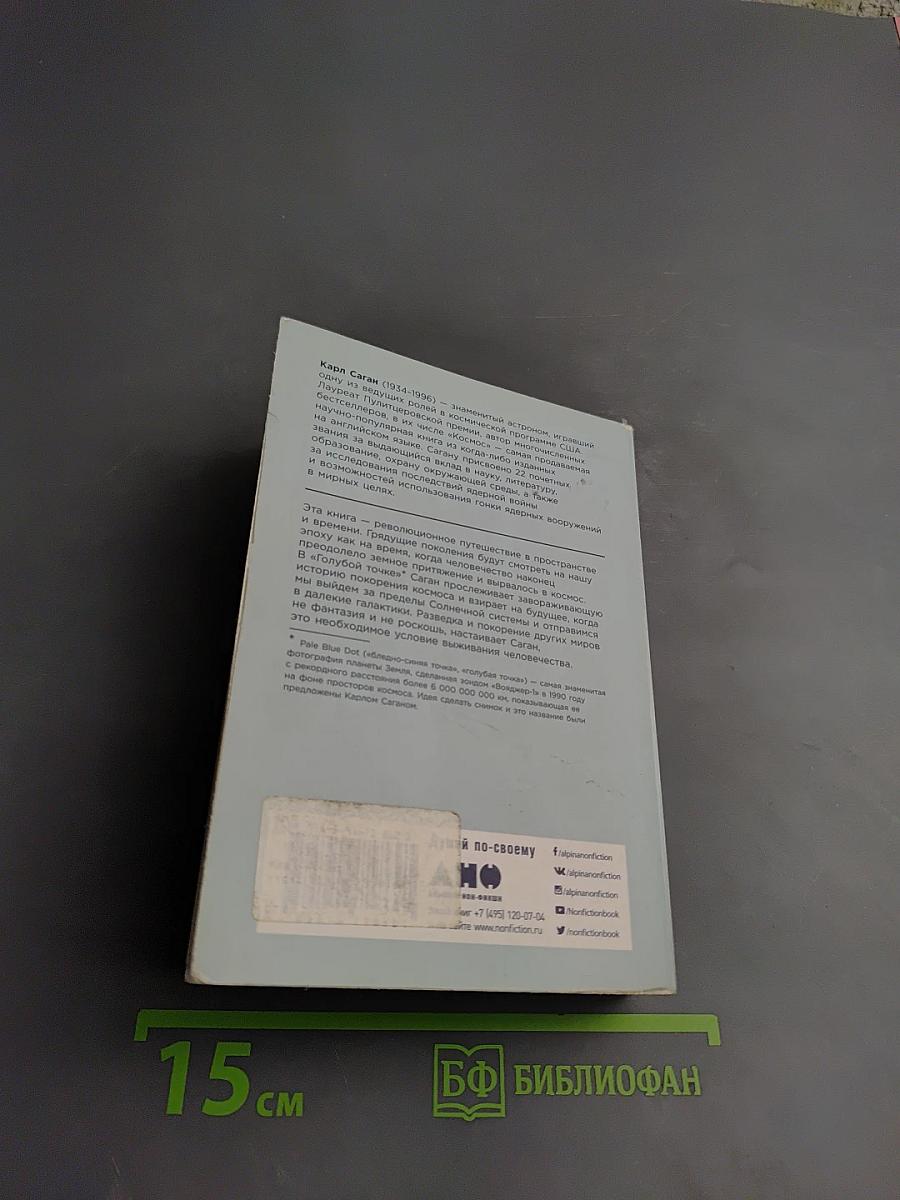 Карл Саган (1934–1996) — знаменитый астроном, игравший
одну из ведущих ролей в космической программе США.
Лауреат Пулитцеровской премии, автор многочисленных
бестселлеров, в их числе «Космос» — самая продаваемая
научно-популярная книга из когда-либо изданных
на английском языке. Сагану присвоено 22 почетных
звания за выдающийся вклад в науку, литературу,
образование, охрану окружающей среды, а также
за исследования последствий ядерной войны
и возможностей использования гонки ядерных вооружений
в мирных целях.
Эта книга — революционное путешествие в пространстве
и времени. Грядущие поколения будут смотреть на нашу
эпоху как на время, когда человечество наконец
преодолело земное притяжение и вырвалось в космос.
В «Голубой точке»* Саган прослеживает завораживающую
историю покорения космоса и взирает на будущее, когда
мы выйдем за пределы Солнечной системы и отправимся
в далекие галактики. Разведка и покорение других миров
не фантазия и не роскошь, настаивает Саган,
это необходимое условие выживания человечества.
* Pale Blue Dot («бледно-синяя точка», «голубая точка») — самая знаменитая
фотография планеты Земля, сделанная зондом «Вояджер-1» в 1990 году
с рекордного расстояния более 6 000 000 000 км, показывающая ее
на фоне просторов космоса. Идея сделать снимок и это название были
предложены Карлом Саганом.
Думай по-своему
АНФ
нон-фикшн
книг +7 (495) 120-07-04
сайте www.nonfiction.ru
/alpinanonfiction
/alpinanonfiction
/alpinanonfiction
/Nonfictionbook
/nonfictionbook
15 см
БФ БИБЛИОФАН